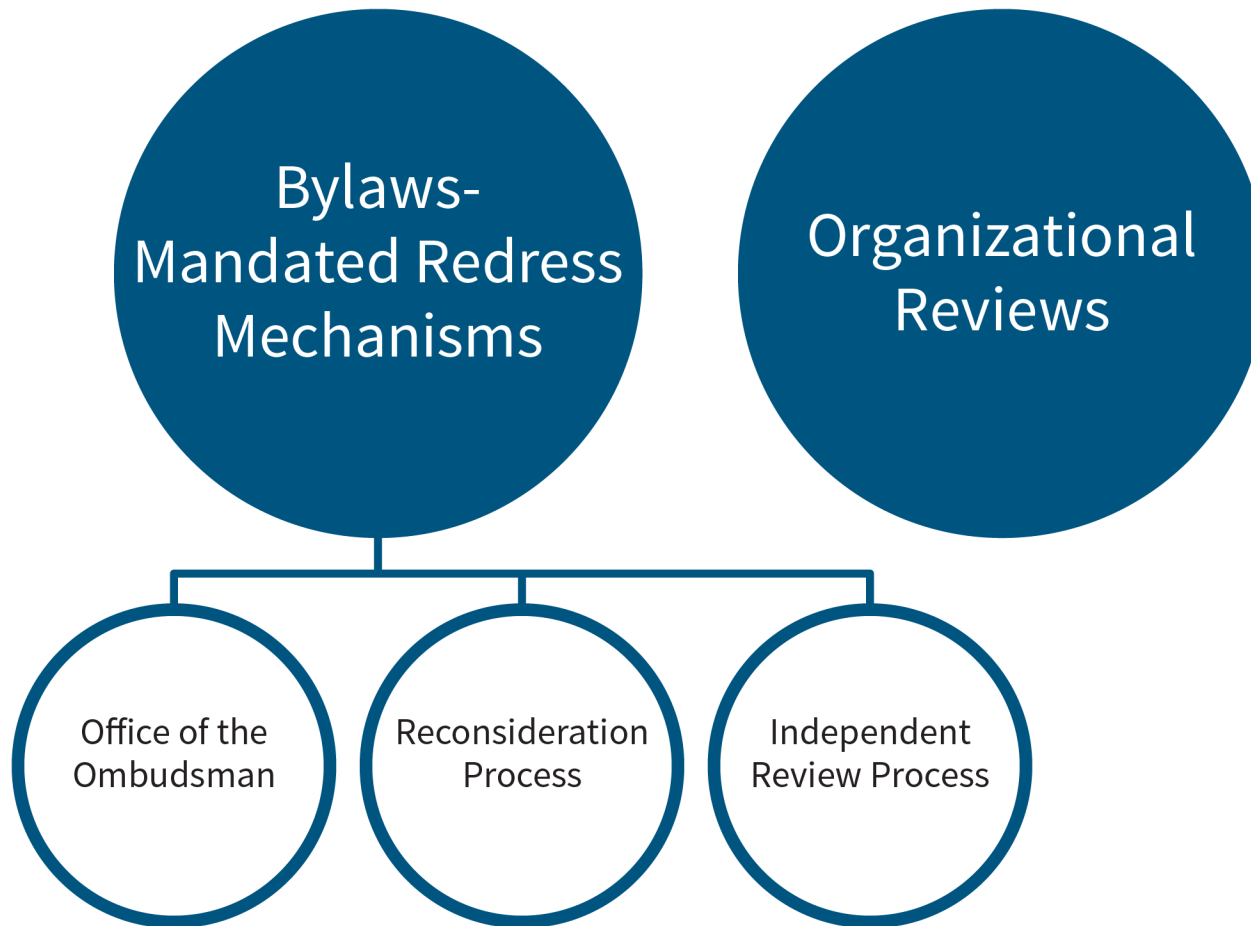 Bylaws-
Mandated Redress
Mechanisms
Organizational
Reviews
Office of the
Ombudsman
Reconsideration
Process
Independent
Review Process